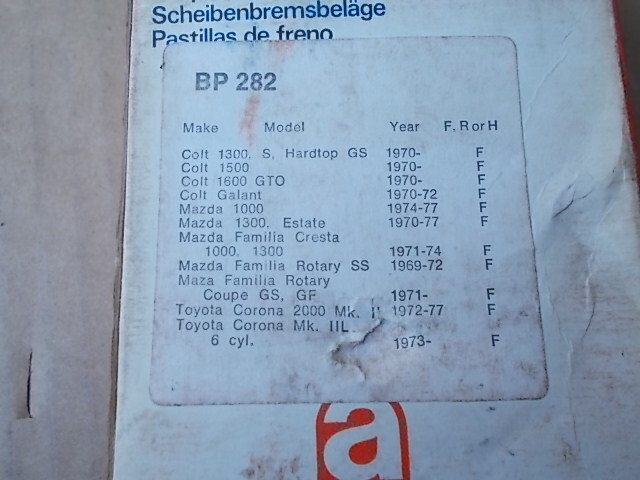 Scheibenbremsbeläge
Pastillas de freno
BP 282
Make Model Year F. R or H
Colt 1300, S, Hardtop GS 1970- F
Colt 1500 1970- F
Colt 1600 GTO 1970- F
Colt Galant 1970-72 F
Mazda 1000 1974-77 F
Mazda 1300, Estate 1970-77 F
Mazda Familia Cresta
1000, 1300 1971-74 F
Mazda Familia Rotary SS 1969-72 F
Maza Familia Rotary
Coupe GS, GF 1971- F
Toyota Corona 2000 Mk. 1972-77 F
Toyota Corona Mk. IIL
6 cyl. 1973- F
a